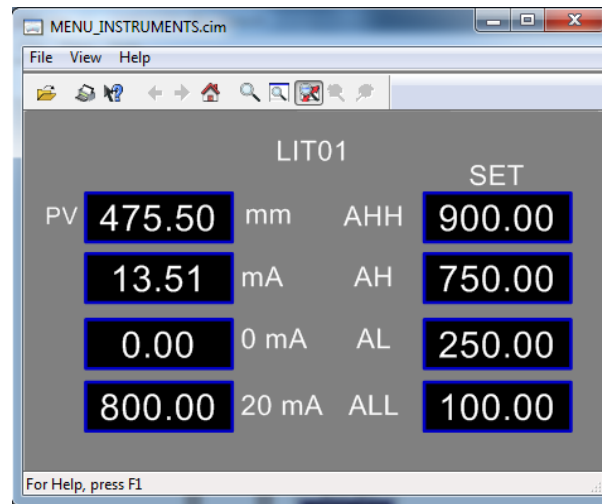 MENU_INSTRUMENTS.cim
File View Help
LIT01
SET
PV 475.50 mm AHH 900.00
13.51 mA AH 750.00
0.00 0 mA AL 250.00
800.00 20 mA ALL 100.00
For Help, press F1